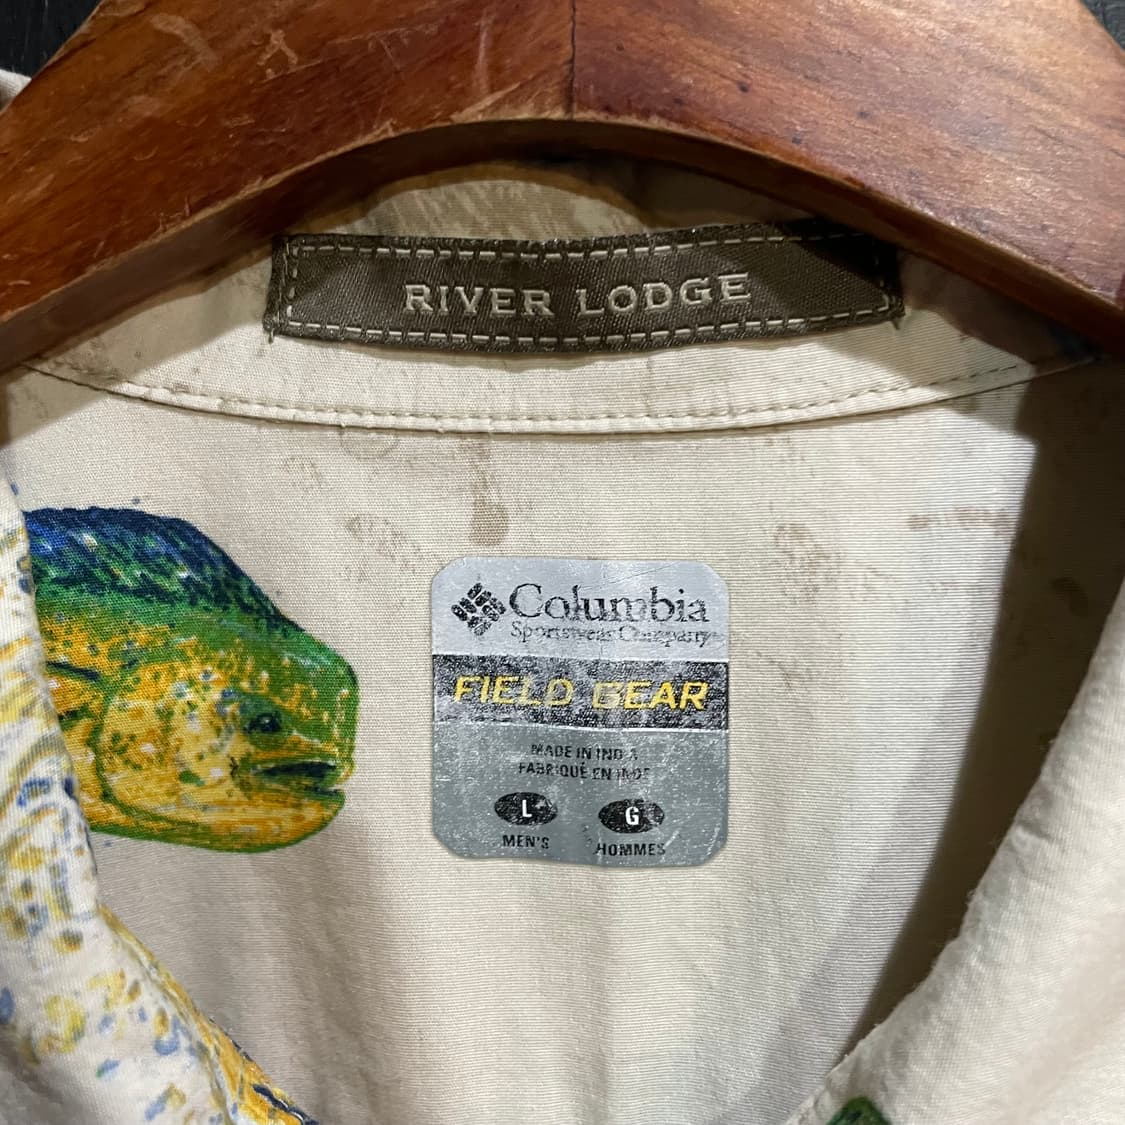 RIVER LODGE
Columbia
Sportswear Company
FIELD GEAR
MADE IN INDIA
FABRIQUÉ EN INDE
L G
MEN'S HOMMES